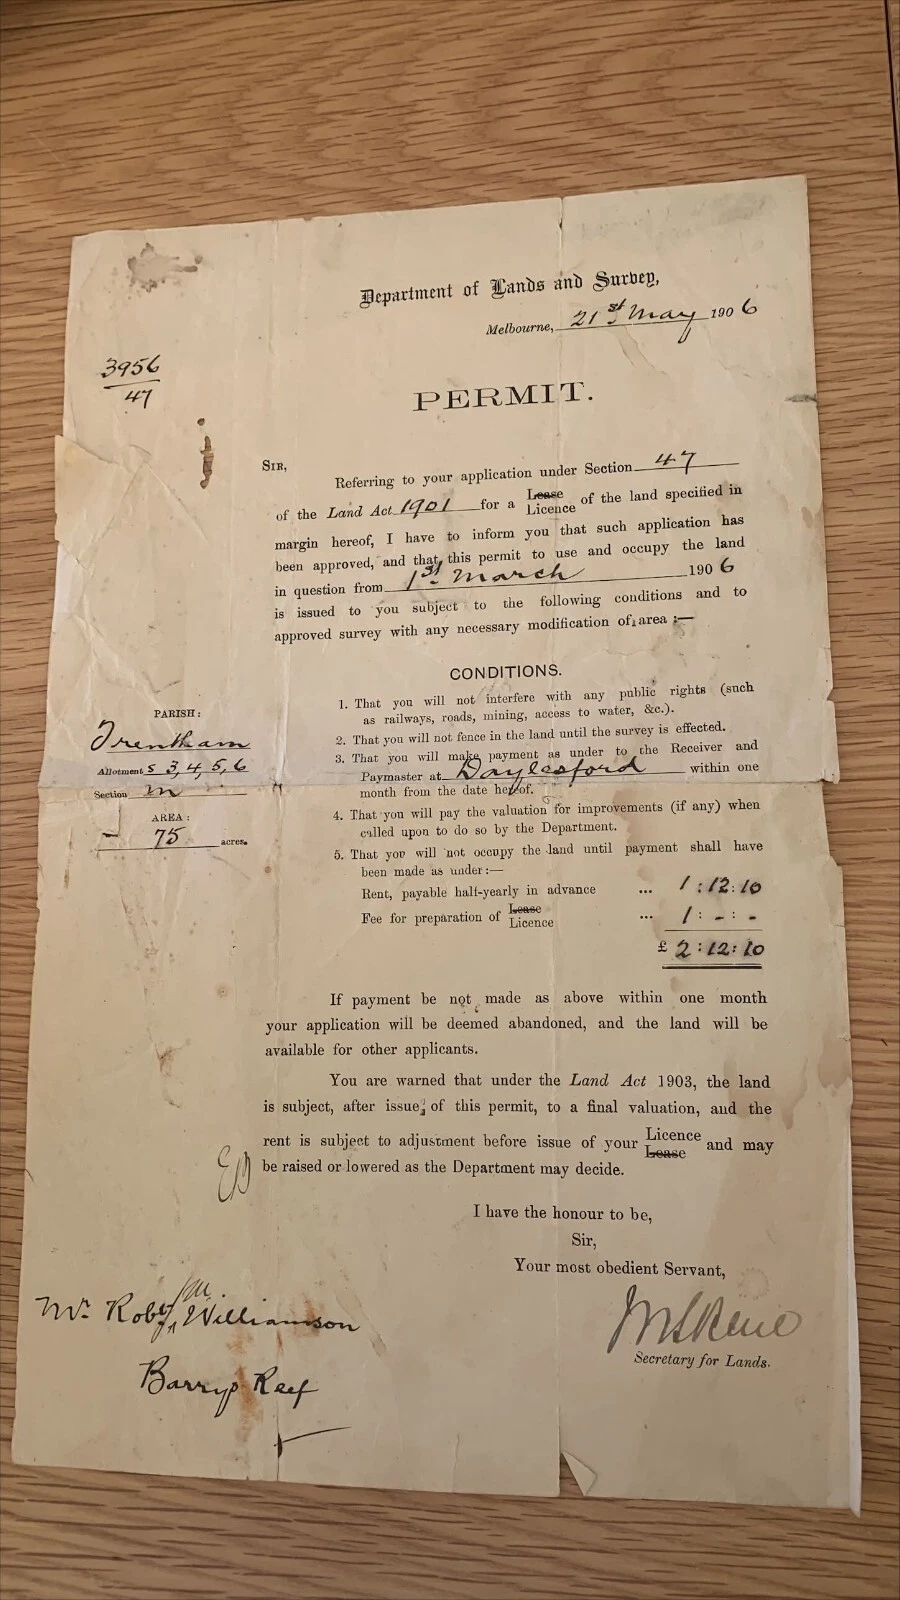 Department of Lands and Survey,
Melbourne, 21st May 1906
3956
47
PERMIT.
SIR,
Referring to your application under Section 47
of the Land Act 1901 for a Lease Licence of the land specified in
margin hereof, I have to inform you that such application has
been approved, and that this permit to use and occupy the land
in question from 1st March 1906
is issued to you subject to the following conditions and to
approved survey with any necessary modification of area :—
CONDITIONS.
1. That you will not interfere with any public rights (such
as railways, roads, mining, access to water, &c.).
2. That you will not fence in the land until the survey is effected.
3. That you will make payment as under to the Receiver and
Paymaster at Daylesford within one
month from the date hereof.
4. That you will pay the valuation for improvements (if any) when
called upon to do so by the Department.
5. That you will not occupy the land until payment shall have
been made as under :—
Rent, payable half-yearly in advance ... 1 : 12 : 10
Fee for preparation of Lease Licence ... 1 : - : -
£ 2 : 12 : 10
PARISH :
Trentham
Allotment s 3, 4, 5, 6
Section M
AREA :
75 acres.
If payment be not made as above within one month
your application will be deemed abandoned, and the land will be
available for other applicants.
You are warned that under the Land Act 1903, the land
is subject, after issue of this permit, to a final valuation, and the
rent is subject to adjustment before issue of your Licence Lease and may
be raised or lowered as the Department may decide.
I have the honour to be,
Sir,
Your most obedient Servant,
Secretary for Lands.
Mr Robt M. Williamson
Barrys Reef